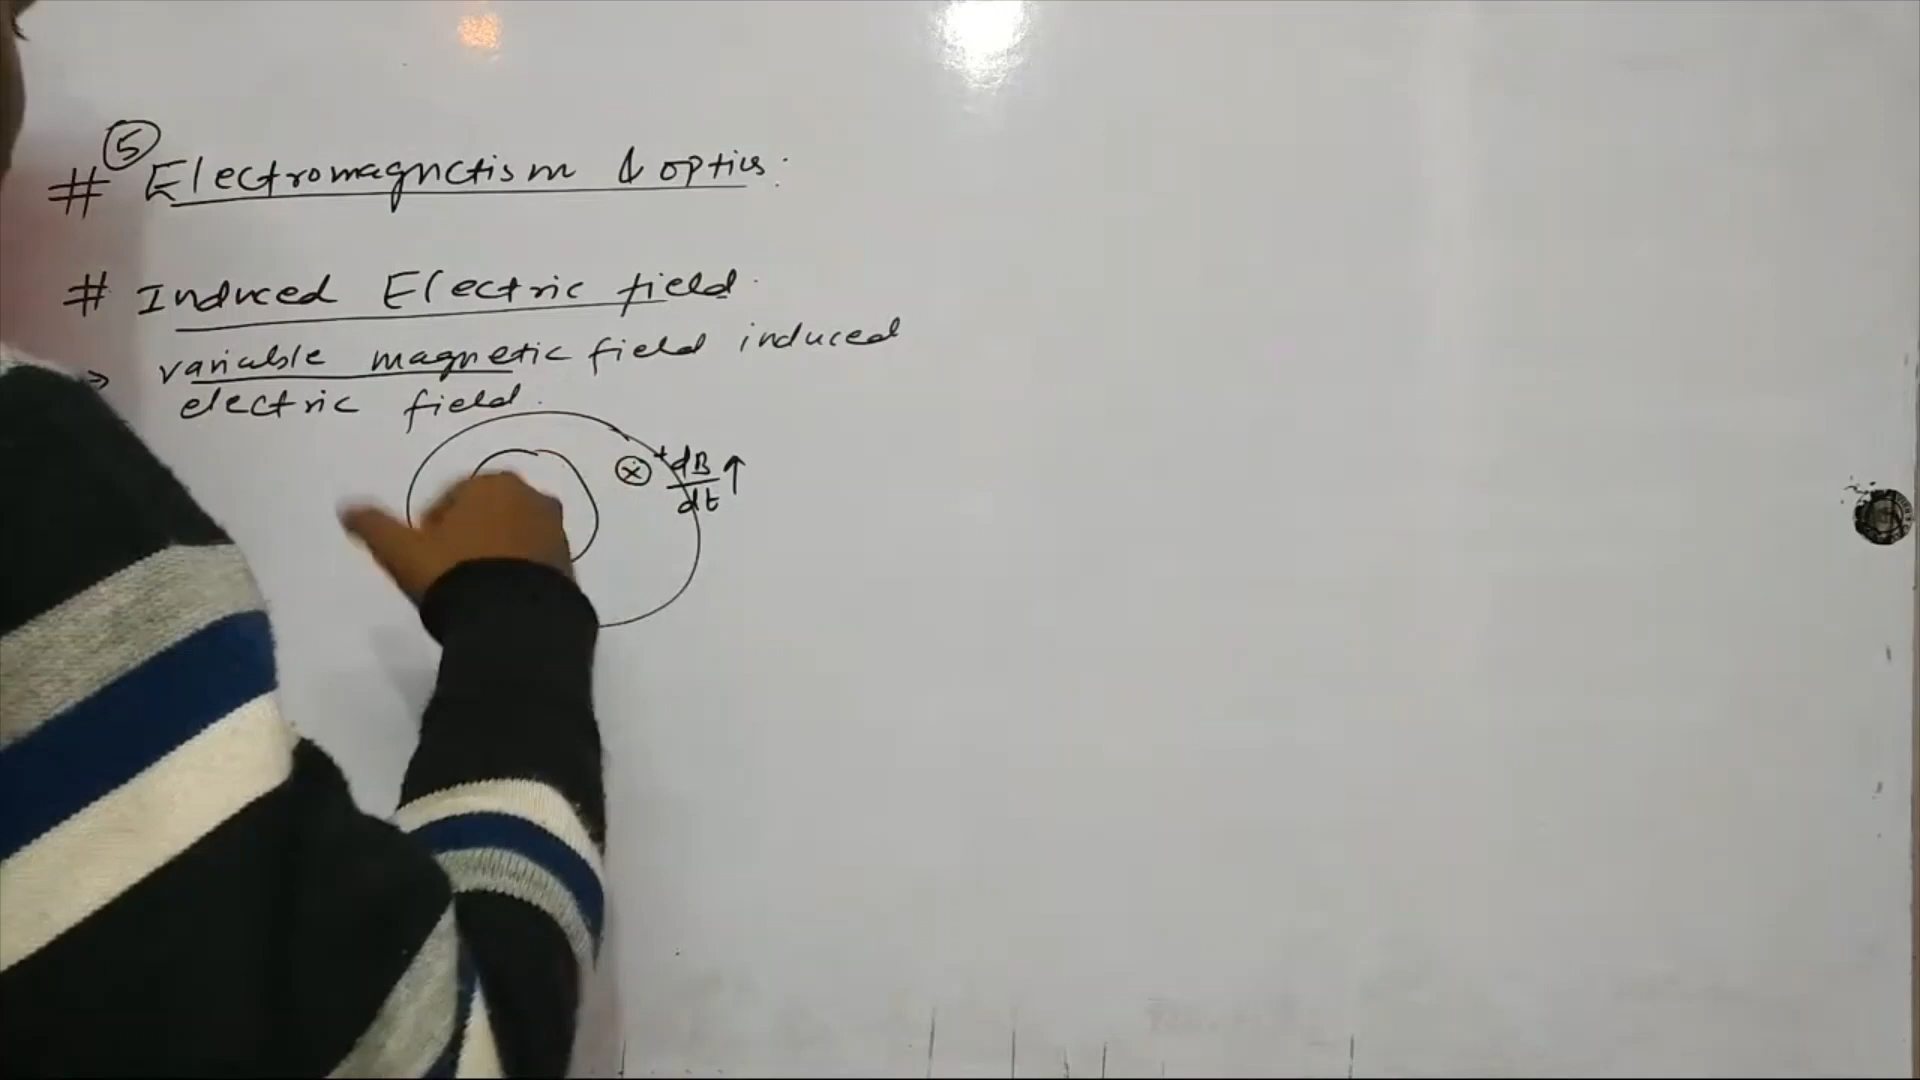 # ⑤ Electromagnetism & optics.
# Induced Electric field.
→ variable magnetic field induced
electric field.
⊗ + dB/dt ↑